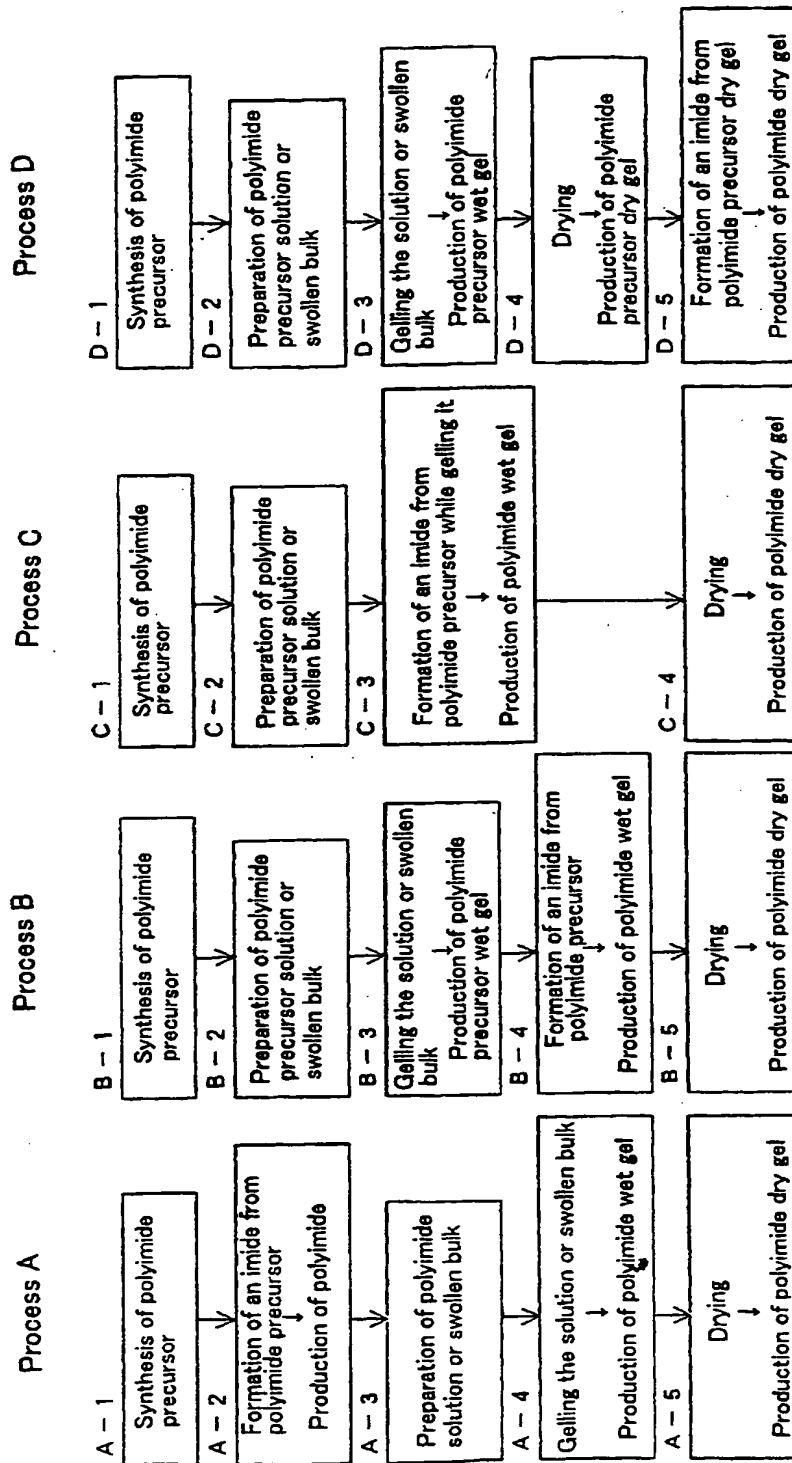 Process A
A - 1
Synthesis of polyimide
precursor
A - 2
Formation of an imide from
polyimide precursor
Production of polyimide
A - 3
Preparation of polyimide
solution or swollen bulk
A - 4
Gelling the solution or swollen bulk
Production of polyimide wet gel
A - 5
Drying
Production of polyimide dry gel
Process B
B - 1
Synthesis of polyimide
precursor
B - 2
Preparation of polyimide
precursor solution or
swollen bulk
B - 3
Gelling the solution or swollen
bulk
Production of polyimide
precursor wet gel
B - 4
Formation of an imide from
polyimide precursor
Production of polyimide wet gel
B - 5
Drying
Production of polyimide dry gel
Process C
C - 1
Synthesis of polyimide
precursor
C - 2
Preparation of polyimide
precursor solution or
swollen bulk
C - 3
Formation of an imide from
polyimide precursor while gelling it
Production of polyimide wet gel
C - 4
Drying
Production of polyimide dry gel
Process D
D - 1
Synthesis of polyimide
precursor
D - 2
Preparation of polyimide
precursor solution or
swollen bulk
D - 3
Gelling the solution or swollen
bulk
Production of polyimide
precursor wet gel
D - 4
Drying
Production of polyimide
precursor dry gel
D - 5
Formation of an imide from
polyimide precursor dry gel
Production of polyimide dry gel